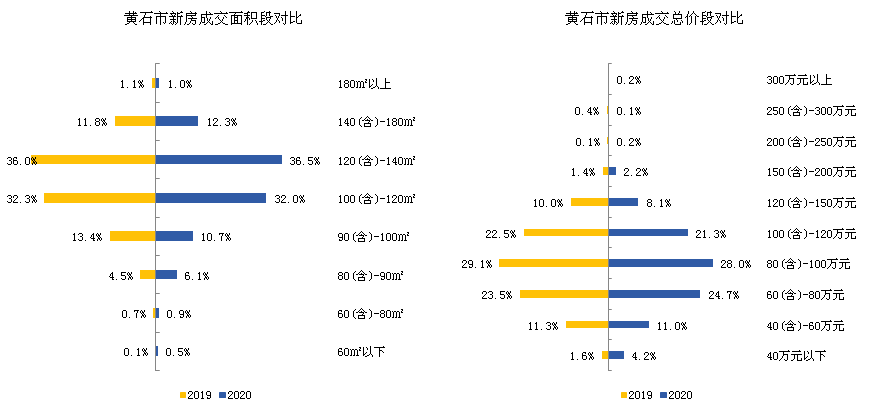 黄石市新房成交面积段对比
1.1% 1.0% 180㎡以上
11.8% 12.3% 140(含)-180㎡
36.0% 36.5% 120(含)-140㎡
32.3% 32.0% 100(含)-120㎡
13.4% 10.7% 90(含)-100㎡
4.5% 6.1% 80(含)-90㎡
0.7% 0.9% 60(含)-80㎡
0.1% 0.5% 60㎡以下
2019 2020
黄石市新房成交总价段对比
0.2% 300万元以上
0.4% 0.1% 250(含)-300万元
0.1% 0.2% 200(含)-250万元
1.4% 2.2% 150(含)-200万元
10.0% 8.1% 120(含)-150万元
22.5% 21.3% 100(含)-120万元
29.1% 28.0% 80(含)-100万元
23.5% 24.7% 60(含)-80万元
11.3% 11.0% 40(含)-60万元
1.6% 4.2% 40万元以下
2019 2020